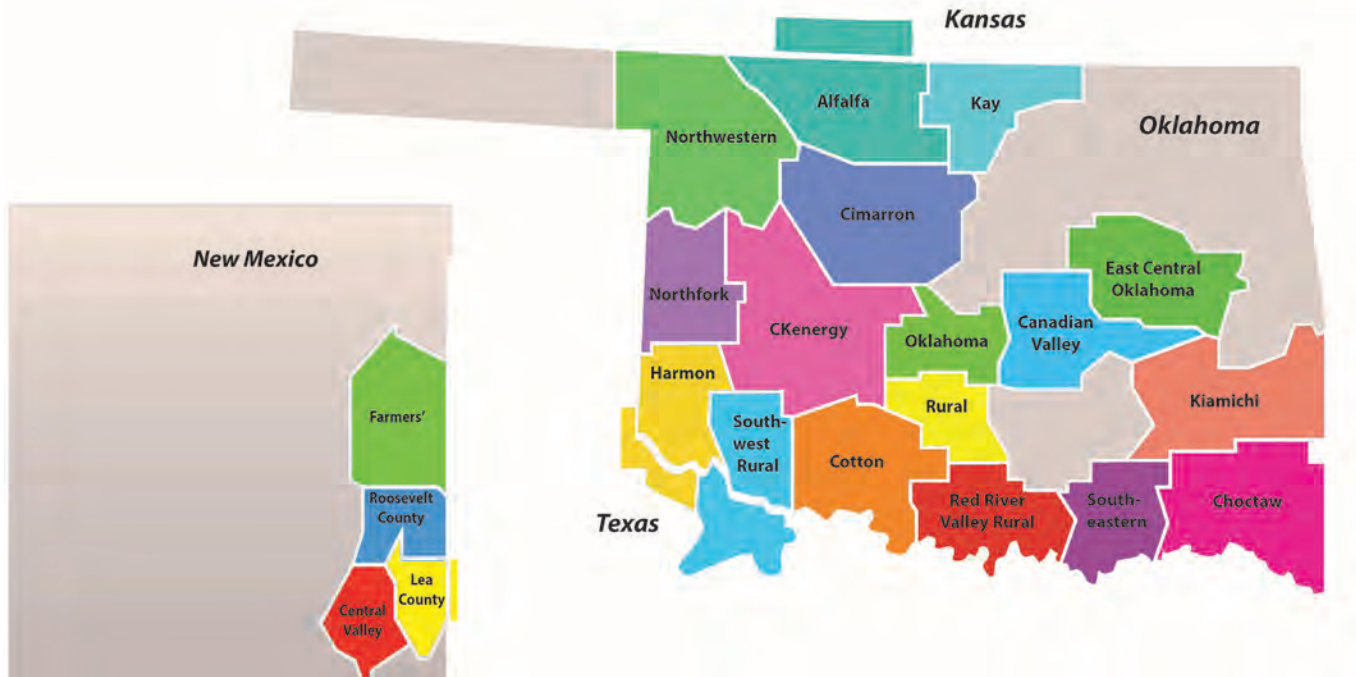 Kansas
Alfalfa
Kay
Oklahoma
Northwestern
Cimarron
New Mexico
East Central
Oklahoma
Northfork
CKenergy
Oklahoma
Canadian
Valley
Harmon
Rural
Kiamichi
Farmers'
South-
west
Rural
Cotton
Roosevelt
County
Texas
Red River
Valley Rural
South-
eastern
Choctaw
Lea
County
Central
Valley